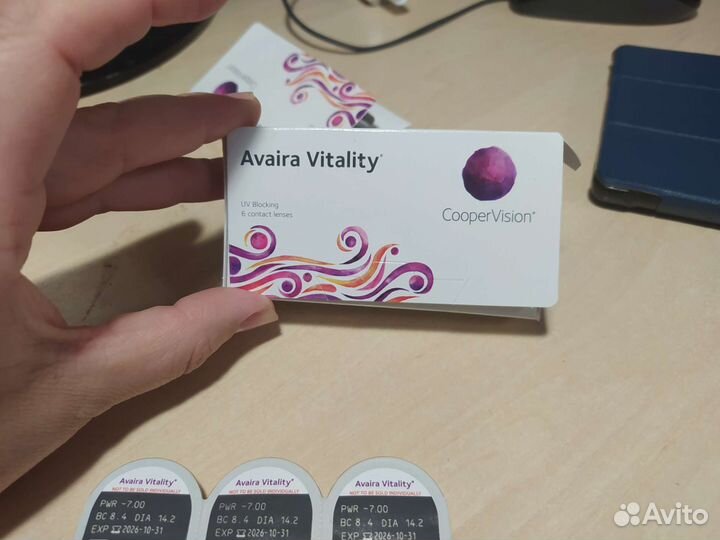 Avaira Vitality®
UV Blocking
6 contact lenses
CooperVision®
Avaira Vitality®
NOT TO BE SOLD INDIVIDUALLY
PWR -7.00
BC 8.4 DIA 14.2
EXP 2026-10-31
Avaira Vitality®
NOT TO BE SOLD INDIVIDUALLY
PWR -7.00
BC 8.4 DIA 14.2
EXP 2026-10-31
Avaira Vitality®
NOT TO BE SOLD INDIVIDUALLY
PWR -7.00
BC 8.4 DIA 14.2
EXP 2026-10-31
Avito